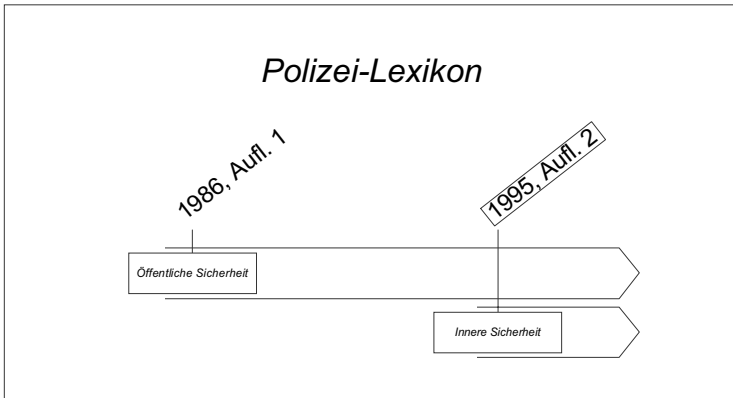 Polizei-Lexikon
1986, Aufl. 1
1995, Aufl. 2
Öffentliche Sicherheit
Innere Sicherheit